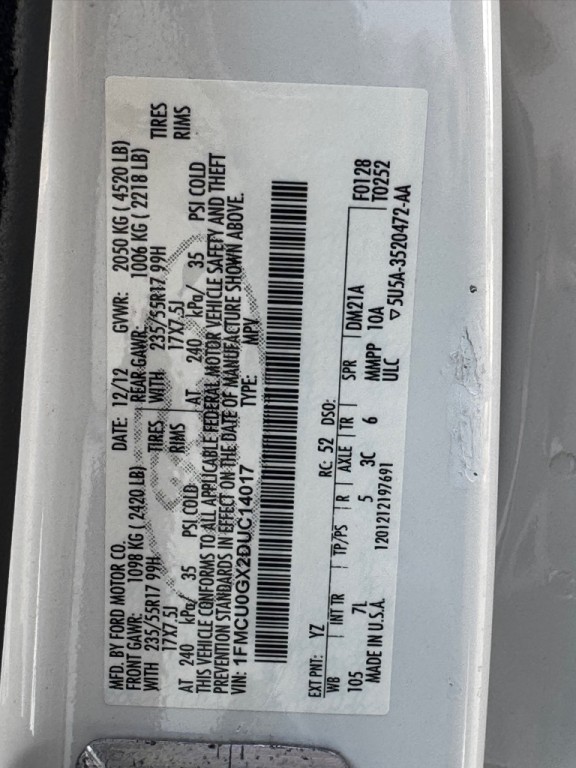 MFD. BY FORD MOTOR CO. DATE: 12/12 GVWR: 2050 KG ( 4520 LB)
FRONT GAWR: 1098 KG ( 2420 LB) REAR GAWR: 1006 KG ( 2218 LB)
WITH 235/55R17 99H TIRES WITH 235/55R17 99H TIRES
17X7.5J RIMS 17X7.5J RIMS
AT 240 kPa/ 35 PSI COLD AT 240 kPa/ 35 PSI COLD
THIS VEHICLE CONFORMS TO ALL APPLICABLE FEDERAL MOTOR VEHICLE SAFETY AND THEFT
PREVENTION STANDARDS IN EFFECT ON THE DATE OF MANUFACTURE SHOWN ABOVE.
VIN: 1FMCU0GX2DUC14017 TYPE: MPV
EXT PNT: YZ RC: 52 DSO: F0128
WB INT TR TP/PS R AXLE TR SPR DM21A T0252
105 7L 5 3C 6 MMPP 10A
MADE IN U.S.A. 1201212197691 ULC ▽5U5A-3520472-AA